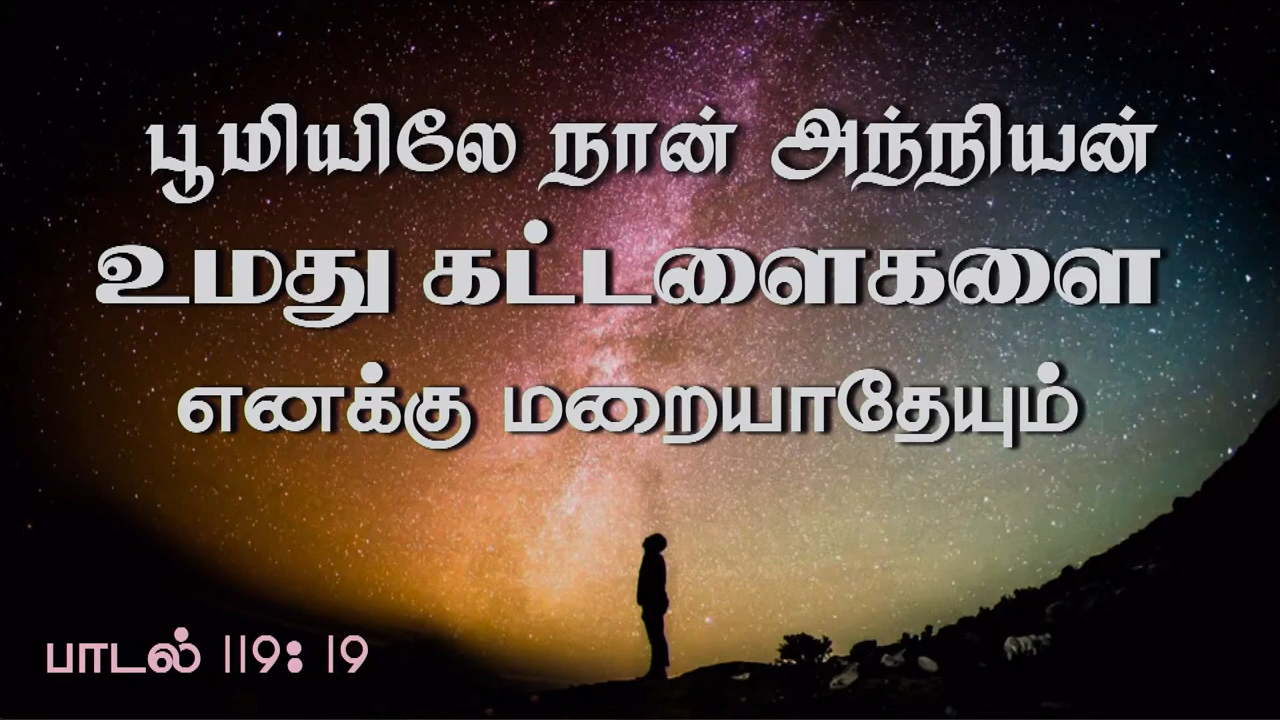 பூமியிலே நான் அந்நியன்
உமது கட்டளைகளை
எனக்கு மறையாதேயும்
பாடல் 119: 19